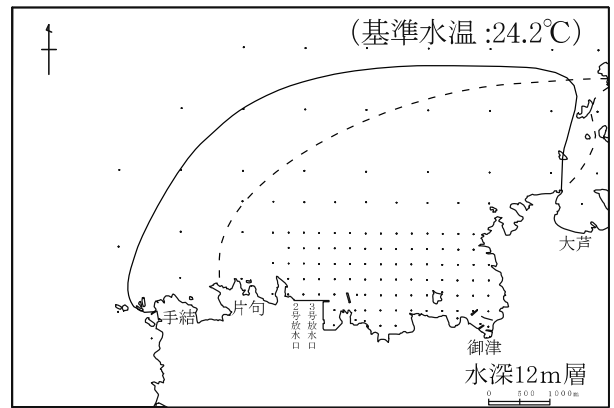 （基準水温:24.2℃）
大芦
手結
片句
2号放水口
3号放水口
御津
水深12m層
0 500 1000m